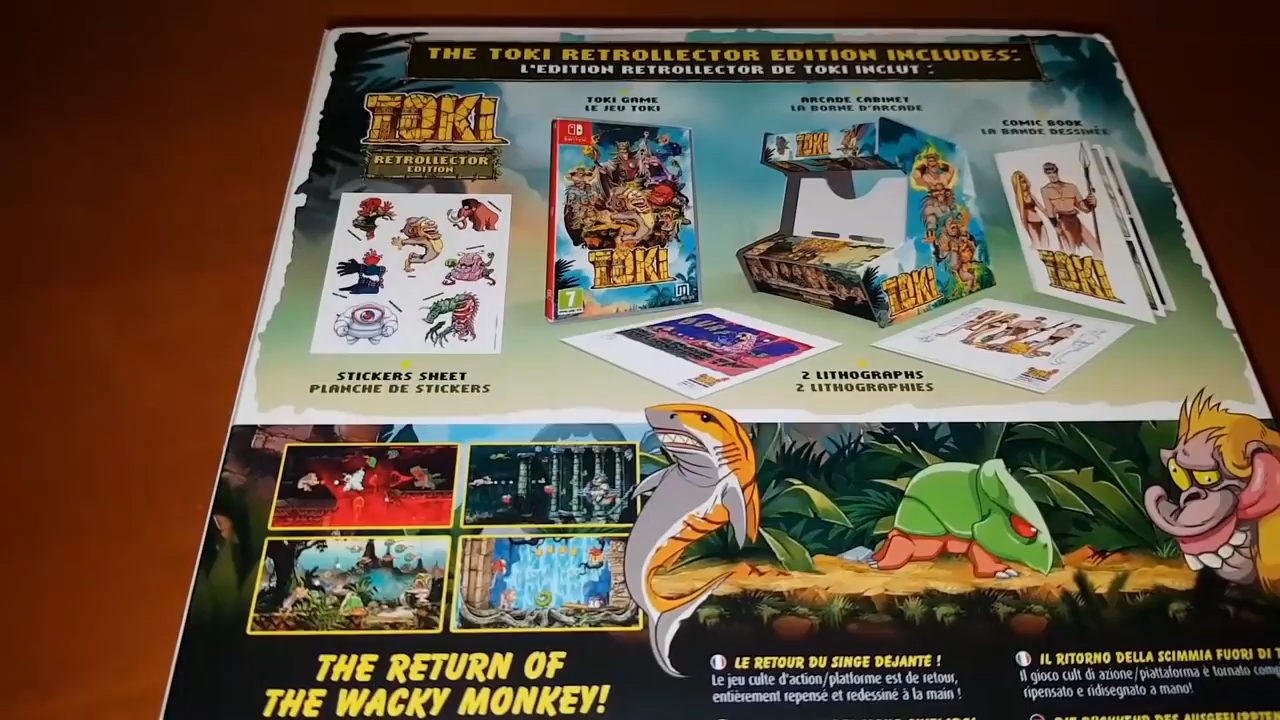 THE TOKI RETROLLECTOR EDITION INCLUDES:
L'EDITION RETROLLECTOR DE TOKI INCLUT :
TOKI
RETROLLECTOR
EDITION
TOKI GAME
LE JEU TOKI
ARCADE CABINET
LA BORNE D'ARCADE
COMIC BOOK
LA BANDE DESSINÉE
SWITCH
TOKI
7
TOKI
TOKI
TOKI
STICKERS SHEET
PLANCHE DE STICKERS
2 LITHOGRAPHS
2 LITHOGRAPHIES
THE RETURN OF
THE WACKY MONKEY!
LE RETOUR DU SINGE DÉJANTÉ !
Le jeu culte d'action/platforme est de retour,
entièrement repensé et redessiné à la main !
IL RITORNO DELLA SCIMMIA FUORI DI
Il gioco cult di azione/piattaforma è tornato
ripensato e ridisegnato a mano!